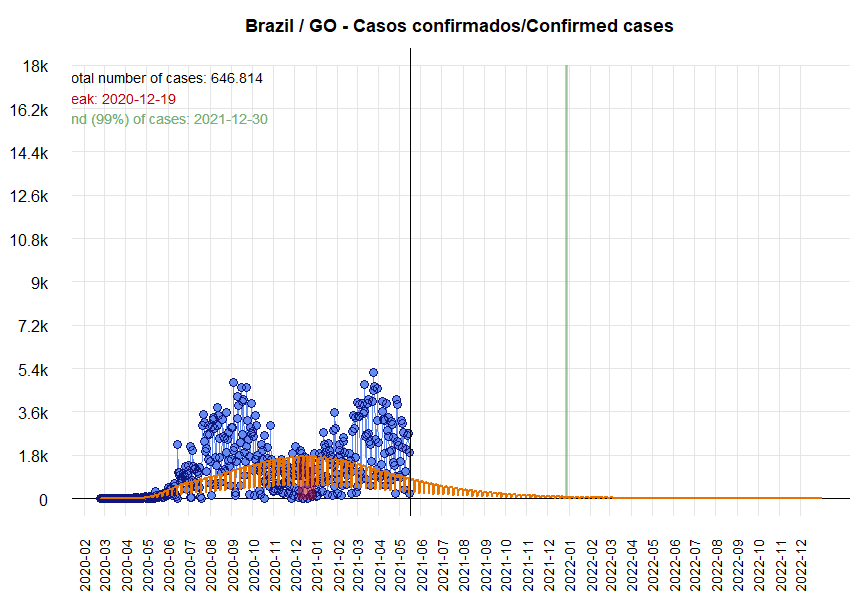 Brazil / GO - Casos confirmados/Confirmed cases
18k
otal number of cases: 646.814
eak: 2020-12-19
16.2k
nd (99%) of cases: 2021-12-30
14.4k
12.6k
10.8k
9k
7.2k
5.4k
3.6k
1.8k
0
2020-02
2020-03
2020-04
2020-05
2020-06
2020-07
2020-08
2020-09
2020-10
2020-11
2020-12
2021-01
2021-02
2021-03
2021-04
2021-05
2021-06
2021-07
2021-08
2021-09
2021-10
2021-11
2021-12
2022-01
2022-02
2022-03
2022-04
2022-05
2022-06
2022-07
2022-08
2022-09
2022-10
2022-11
2022-12